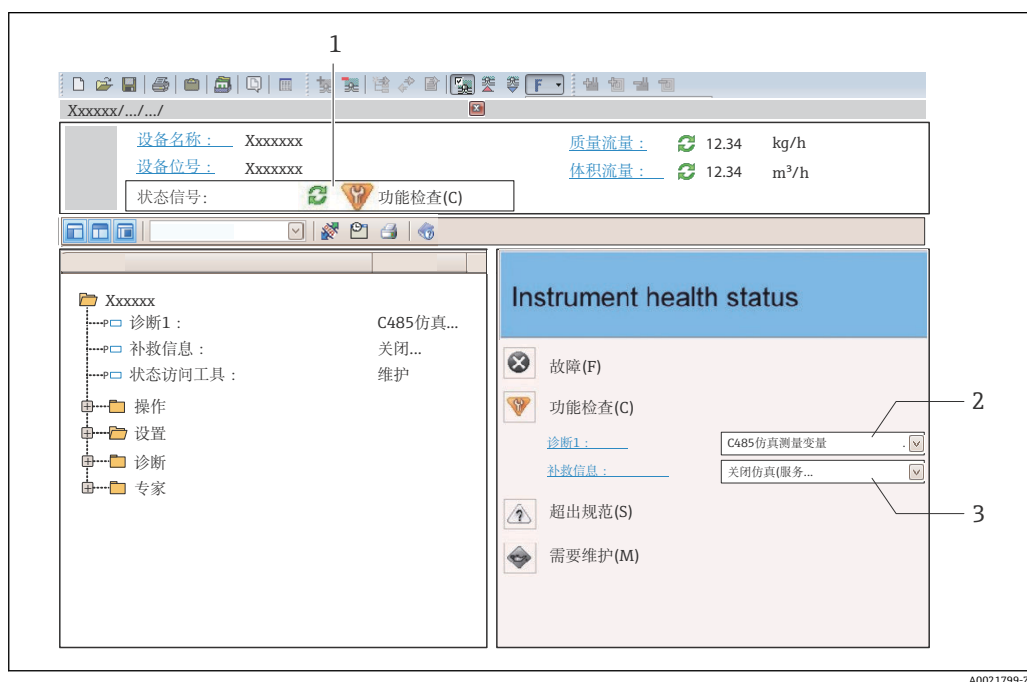 1
F
Xxxxxx/.../.../
设备名称： Xxxxxxx
质量流量： 12.34 kg/h
设备位号： Xxxxxxx
体积流量： 12.34 m³/h
状态信号: 功能检查(C)
Xxxxxx
诊断1： C485仿真...
补救信息： 关闭...
状态访问工具： 维护
操作
设置
诊断
专家
Instrument health status
故障(F)
功能检查(C)
2
诊断1： C485仿真测量变量 .
补救信息： 关闭仿真(服务...
超出规范(S)
3
需要维护(M)
A0021799-Z